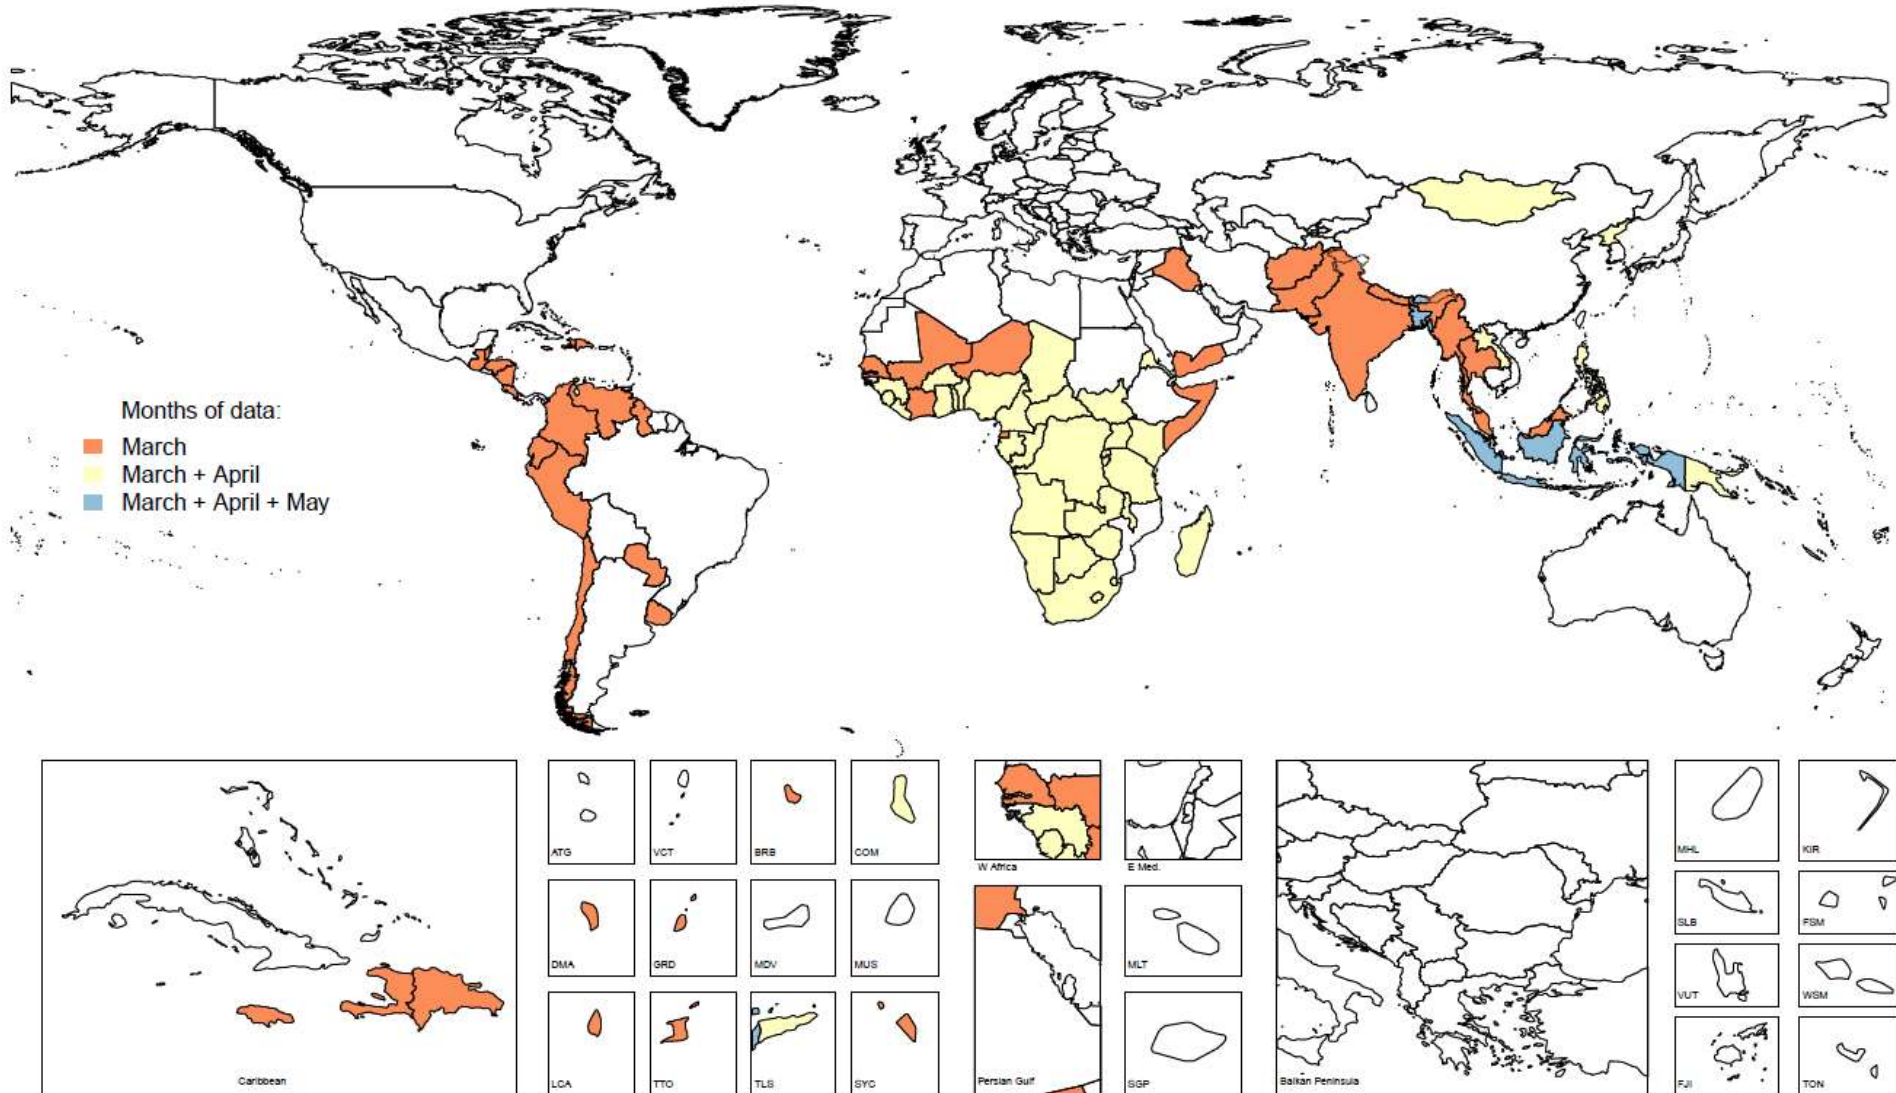 Months of data:
March
March + April
March + April + May
ATG
VCT
BRB
COM
W Africa
E Med.
MHL
KIR
DMA
GRD
MDV
MUS
MLT
SLB
FSM
VUT
WSM
LCA
TTO
TLS
SYC
Caribbean
Persian Gulf
SGP
Balkan Peninsula
FJI
TON